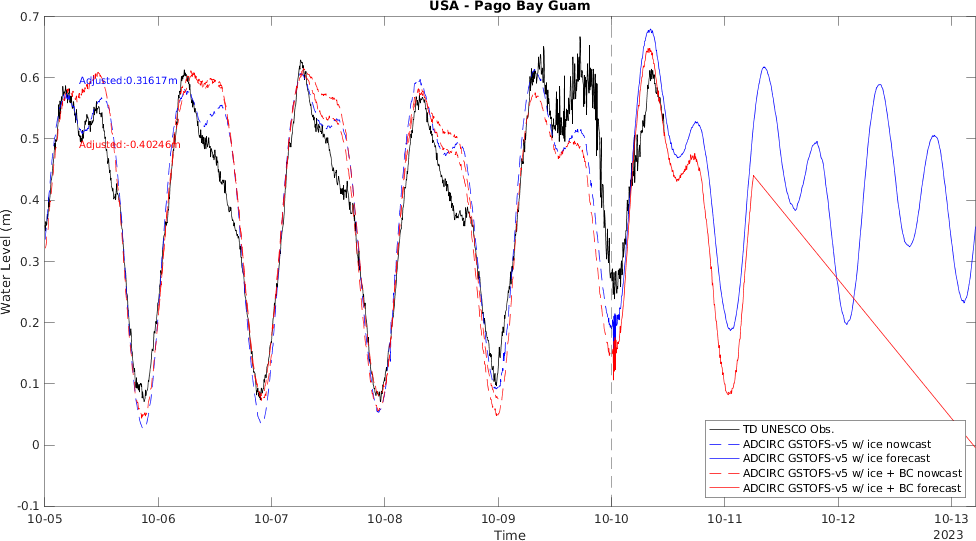 USA - Pago Bay Guam
0.7
0.6
0.5
0.4
0.3
0.2
0.1
0
-0.1
Water Level (m)
Adjusted:0.31617m
Adjusted:-0.40246m
TD UNESCO Obs.
ADCIRC GSTOFS-v5 w/ ice nowcast
ADCIRC GSTOFS-v5 w/ ice forecast
ADCIRC GSTOFS-v5 w/ ice + BC nowcast
ADCIRC GSTOFS-v5 w/ ice + BC forecast
10-05 10-06 10-07 10-08 10-09 10-10 10-11 10-12 10-13
Time
2023